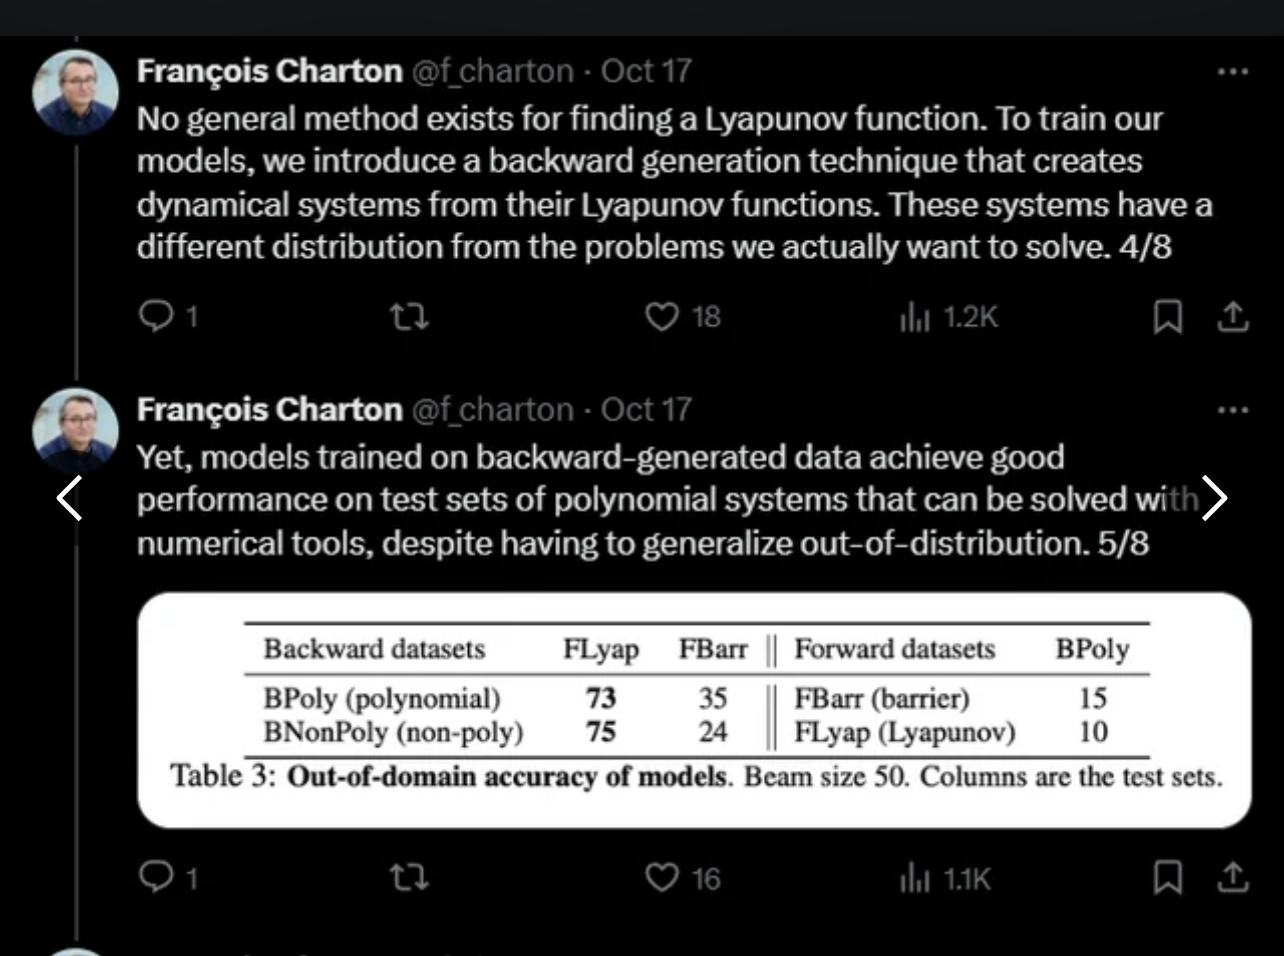 François Charton @f_charton · Oct 17
No general method exists for finding a Lyapunov function. To train our
models, we introduce a backward generation technique that creates
dynamical systems from their Lyapunov functions. These systems have a
different distribution from the problems we actually want to solve. 4/8
1 18 1.2K
François Charton @f_charton · Oct 17
Yet, models trained on backward-generated data achieve good
performance on test sets of polynomial systems that can be solved with
numerical tools, despite having to generalize out-of-distribution. 5/8
Backward datasets FLyap FBarr Forward datasets BPoly
BPoly (polynomial) 73 35 FBarr (barrier) 15
BNonPoly (non-poly) 75 24 FLyap (Lyapunov) 10
Table 3: Out-of-domain accuracy of models. Beam size 50. Columns are the test sets.
1 16 1.1K